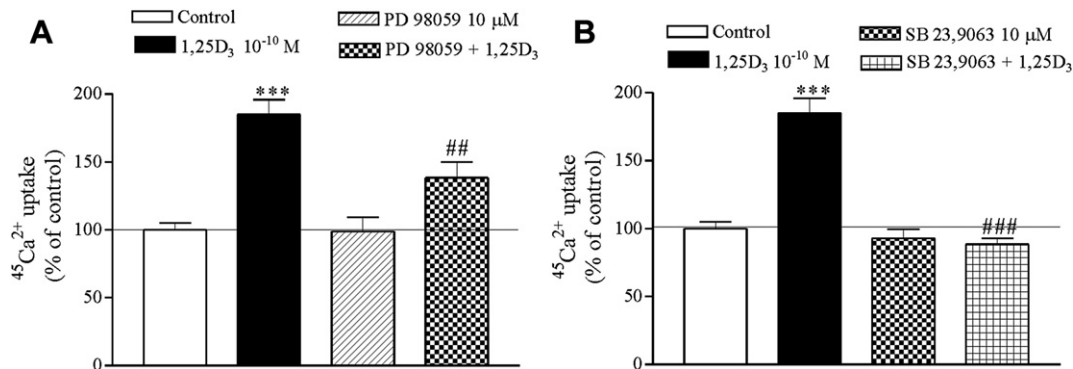 A
Control
1,25D₃ 10⁻¹⁰ M
PD 98059 10 µM
PD 98059 + 1,25D₃
⁴⁵Ca²⁺ uptake
(% of control)
200
150
100
50
0
***
##
B
Control
1,25D₃ 10⁻¹⁰ M
SB 23,9063 10 µM
SB 23,9063 + 1,25D₃
⁴⁵Ca²⁺ uptake
(% of control)
200
150
100
50
0
***
###